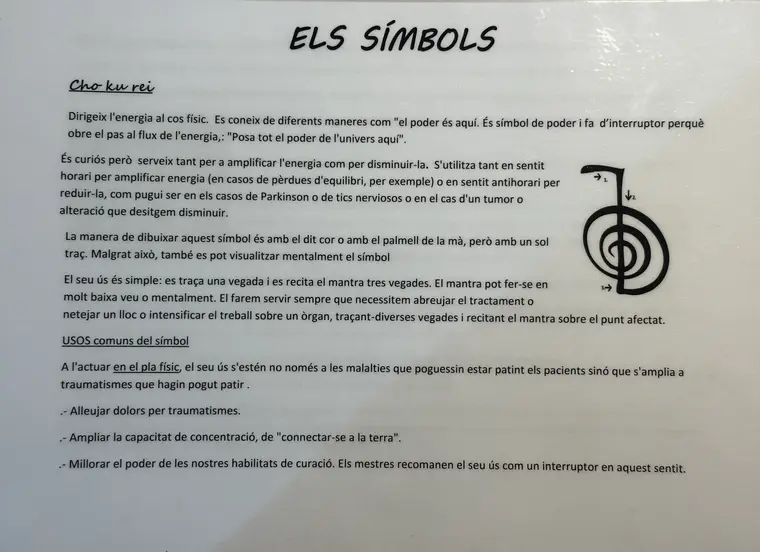 ELS SÍMBOLS
Cho ku rei
Dirigeix l'energia al cos físic. Es coneix de diferents maneres com "el poder és aquí. És símbol de poder i fa d'interruptor perquè
obre el pas al flux de l'energia,: "Posa tot el poder de l'univers aquí".
És curiós però serveix tant per a amplificar l'energia com per disminuir-la. S'utilitza tant en sentit
horari per amplificar energia (en casos de pèrdues d'equilibri, per exemple) o en sentit antihorari per
reduir-la, com pugui ser en els casos de Parkinson o de tics nerviosos o en el cas d'un tumor o
alteració que desitgem disminuir.
La manera de dibuixar aquest símbol és amb el dit cor o amb el palmell de la mà, però amb un sol
traç. Malgrat això, també es pot visualitzar mentalment el símbol
El seu ús és simple: es traça una vegada i es recita el mantra tres vegades. El mantra pot fer-se en
molt baixa veu o mentalment. El farem servir sempre que necessitem abreujar el tractament o
netejar un lloc o intensificar el treball sobre un òrgan, traçant-diverses vegades i recitant el mantra sobre el punt afectat.
1.
2.
3
USOS comuns del símbol
A l'actuar en el pla físic, el seu ús s'estén no només a les malalties que poguessin estar patint els pacients sinó que s'amplia a
traumatismes que hagin pogut patir .
.- Alleujar dolors per traumatismes.
.- Ampliar la capacitat de concentració, de "connectar-se a la terra".
.- Millorar el poder de les nostres habilitats de curació. Els mestres recomanen el seu ús com un interruptor en aquest sentit.